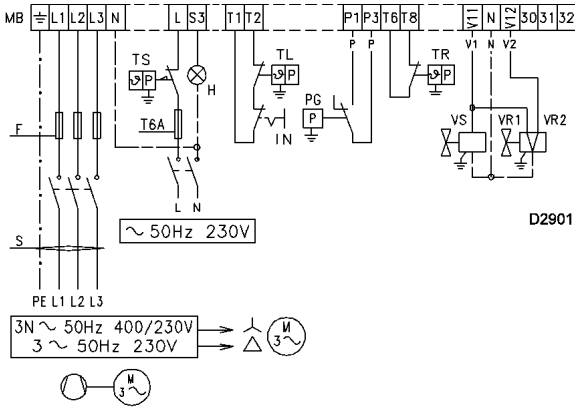 MB L1 L2 L3 N L S3 T1 T2 P1 P3 T6 T8 V11 N V12 30 31 32
P P V1 N V2
TS TL TR
ϑ P H ϑ P ϑ P
PG
T6A P VS VR1 VR2
F IN
L N
D2901
~ 50Hz 230V
S
PE L1 L2 L3
3N ~ 50Hz 400/230V
3 ~ 50Hz 230V
M
3~
M
3~